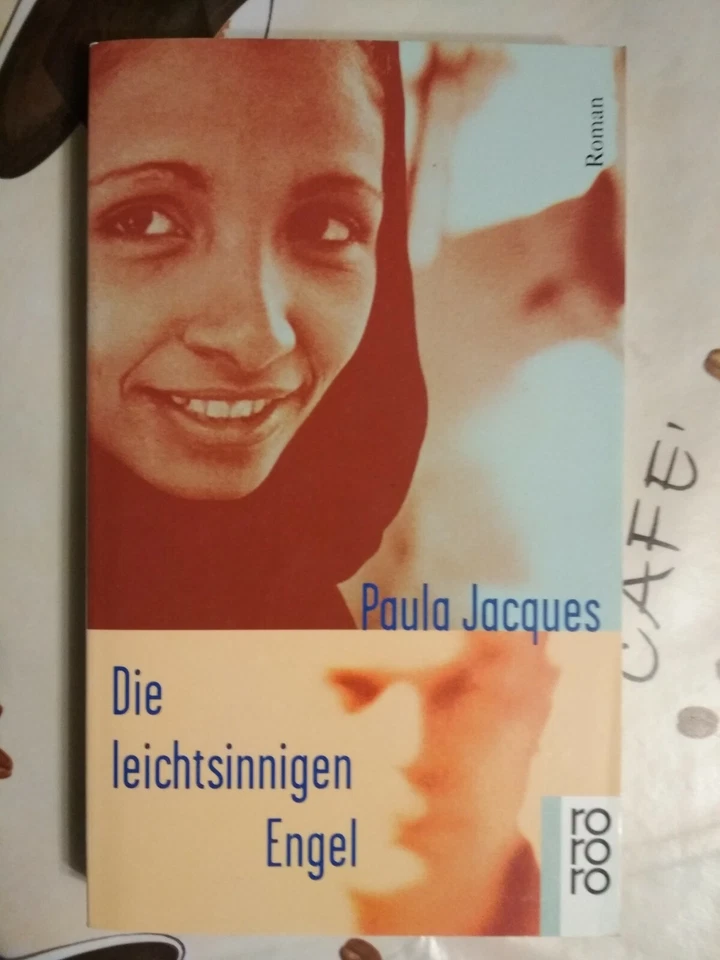 Roman
Paula Jacques
Die
leichtsinnigen
Engel
ro
ro
ro
CAFE'